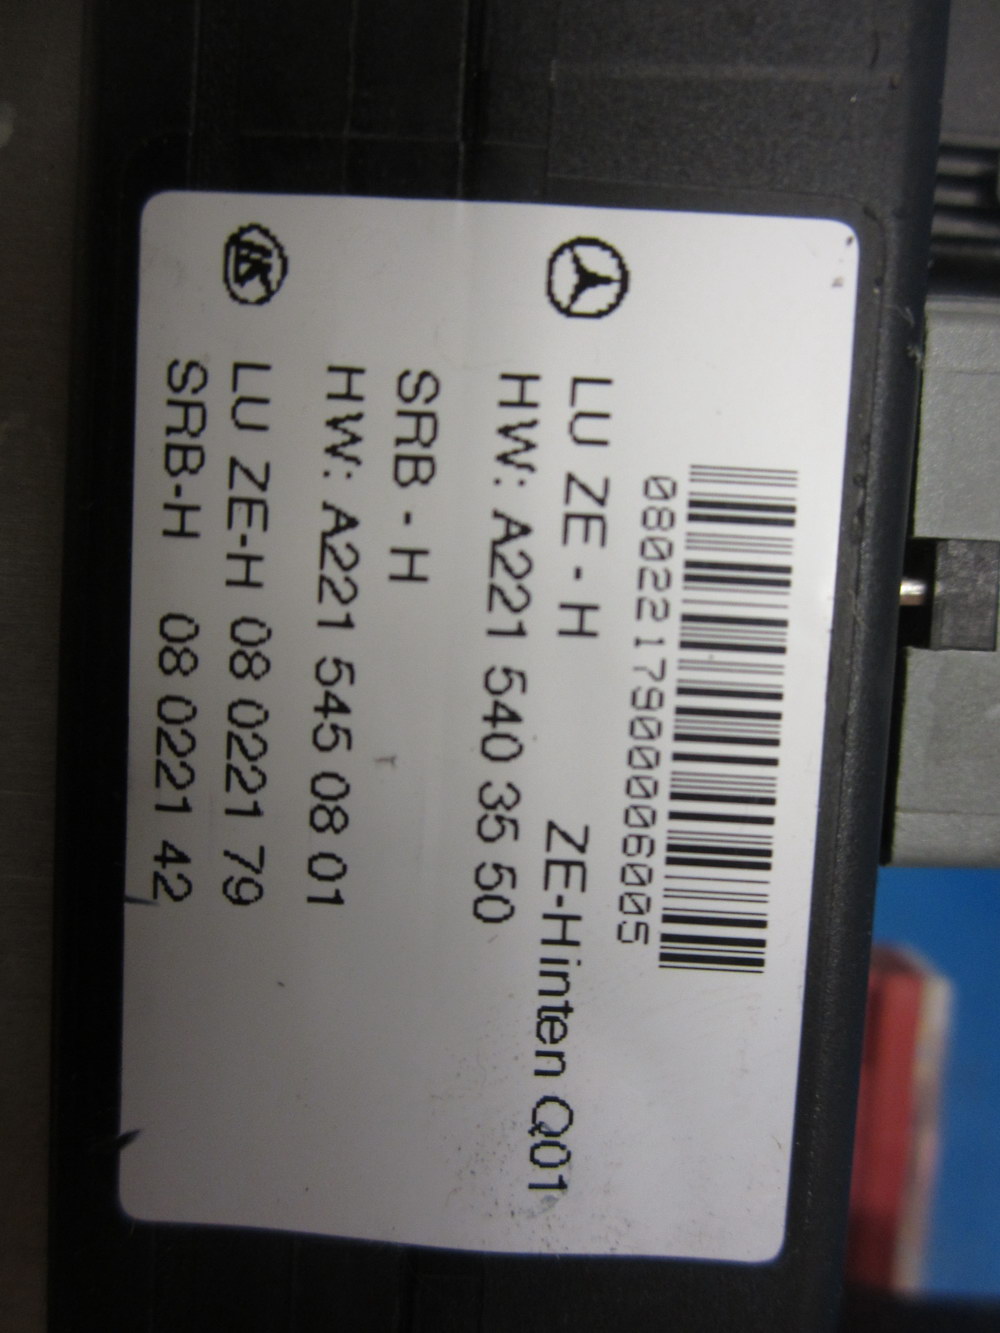 0802217900006005
LU ZE - H ZE-Hinten Q01
HW: A221 540 35 50
SRB - H
HW: A221 545 08 01
LU ZE-H 08 0221 79
SRB-H 08 0221 42